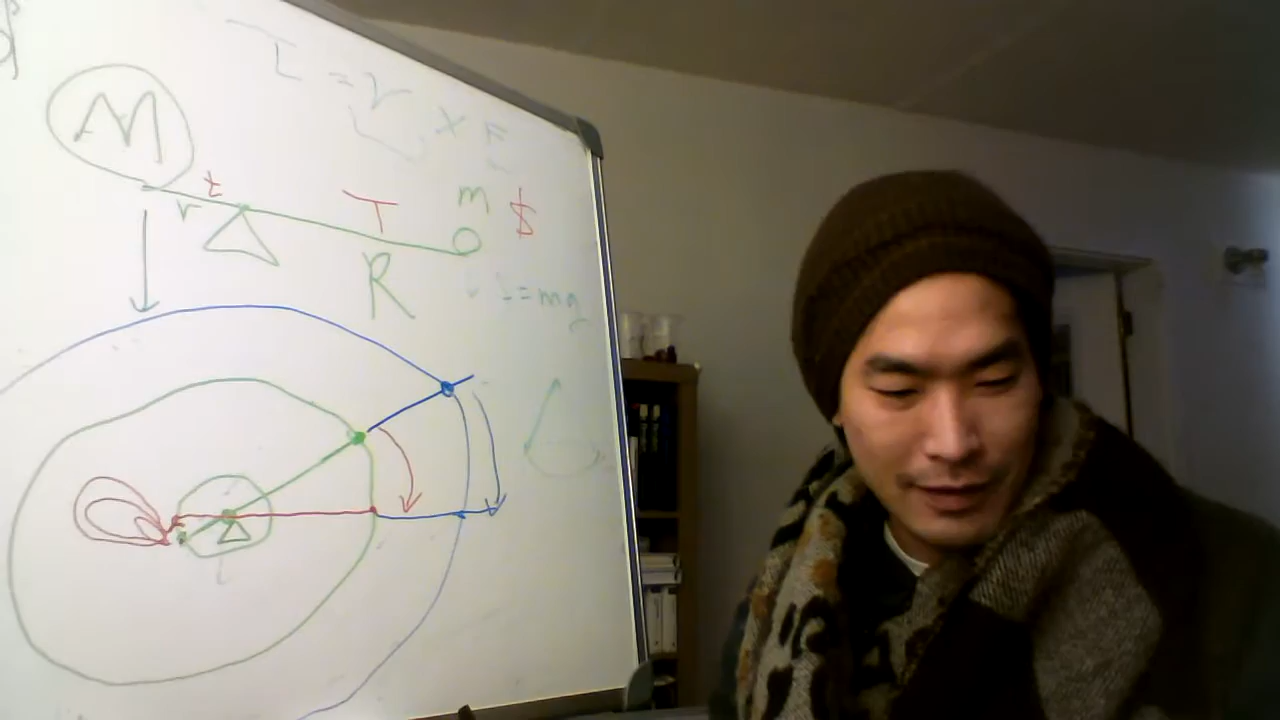 τ = r × F
M
t
r
T
m $
R
= mg